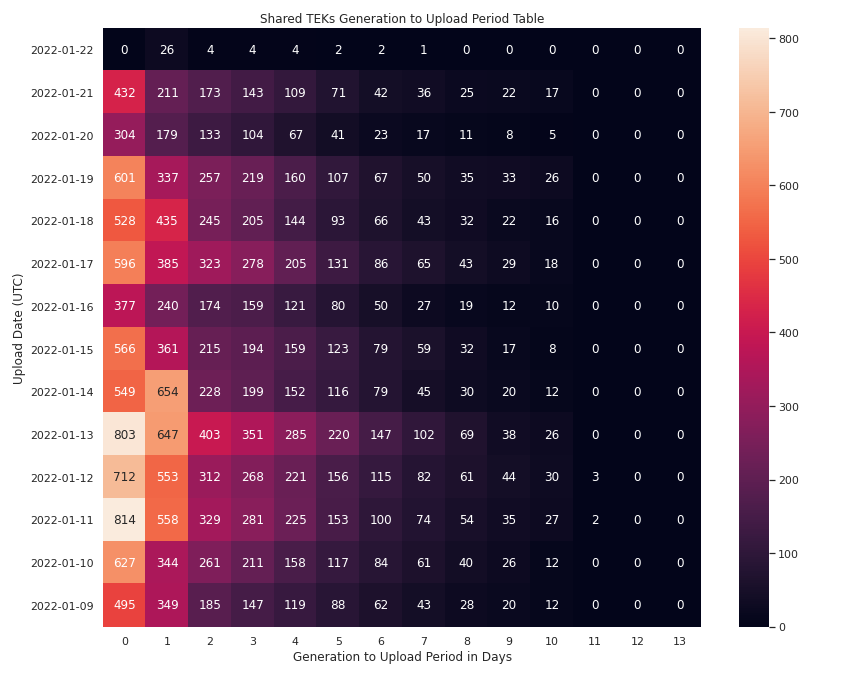 Shared TEKs Generation to Upload Period Table
Upload Date (UTC)
2022-01-22 0 26 4 4 4 2 2 1 0 0 0 0 0 0
2022-01-21 432 211 173 143 109 71 42 36 25 22 17 0 0 0
2022-01-20 304 179 133 104 67 41 23 17 11 8 5 0 0 0
2022-01-19 601 337 257 219 160 107 67 50 35 33 26 0 0 0
2022-01-18 528 435 245 205 144 93 66 43 32 22 16 0 0 0
2022-01-17 596 385 323 278 205 131 86 65 43 29 18 0 0 0
2022-01-16 377 240 174 159 121 80 50 27 19 12 10 0 0 0
2022-01-15 566 361 215 194 159 123 79 59 32 17 8 0 0 0
2022-01-14 549 654 228 199 152 116 79 45 30 20 12 0 0 0
2022-01-13 803 647 403 351 285 220 147 102 69 38 26 0 0 0
2022-01-12 712 553 312 268 221 156 115 82 61 44 30 3 0 0
2022-01-11 814 558 329 281 225 153 100 74 54 35 27 2 0 0
2022-01-10 627 344 261 211 158 117 84 61 40 26 12 0 0 0
2022-01-09 495 349 185 147 119 88 62 43 28 20 12 0 0 0
0 1 2 3 4 5 6 7 8 9 10 11 12 13
Generation to Upload Period in Days
800
700
600
500
400
300
200
100
0